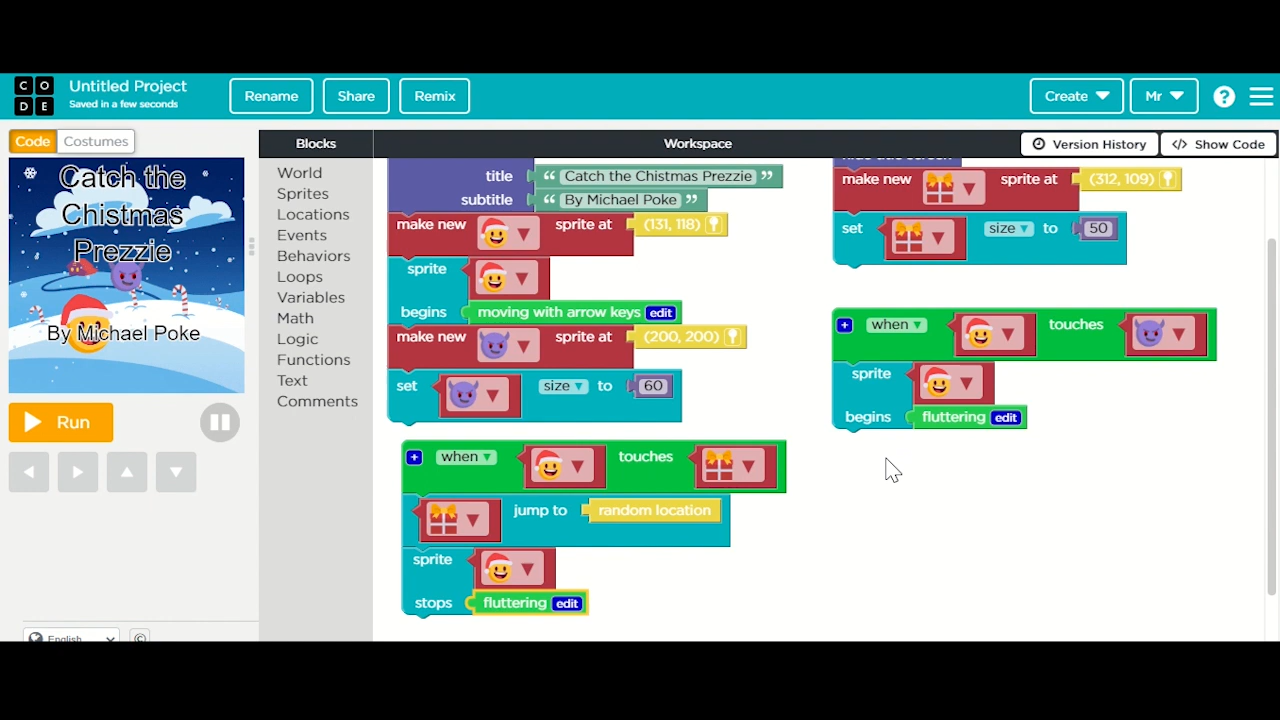 CODE
Untitled Project
Saved in a few seconds
Rename
Share
Remix
Create
Mr
?
Code
Costumes
Blocks
Workspace
Version History
</> Show Code
Catch the
Chistmas
Prezzie
By Michael Poke
Run
English
©
World
Sprites
Locations
Events
Behaviors
Loops
Variables
Math
Logic
Functions
Text
Comments
title “ Catch the Chistmas Prezzie ”
subtitle “ By Michael Poke ”
make new sprite at (131, 118)
sprite
begins moving with arrow keys edit
make new sprite at (200, 200)
set size to 60
+ when touches
jump to random location
sprite
stops fluttering edit
make new sprite at (312, 109)
set size to 50
+ when touches
sprite
begins fluttering edit